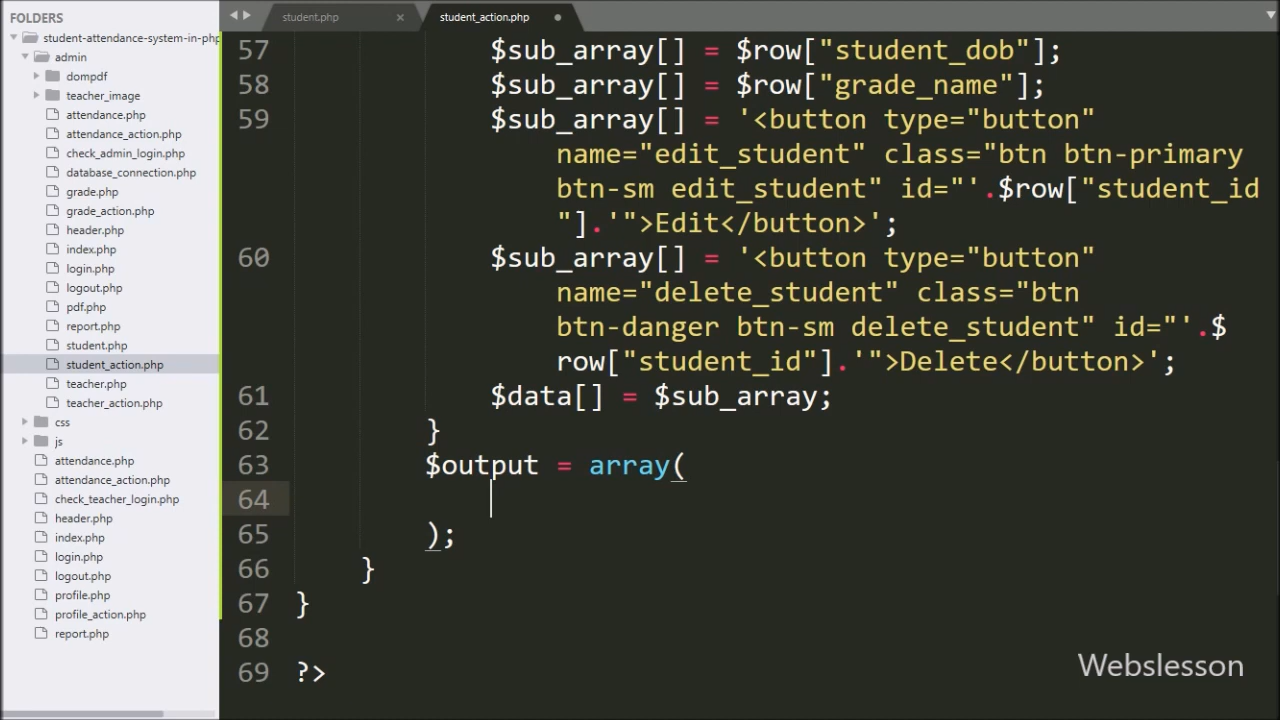 FOLDERS
student-attendance-system-in-php
admin
dompdf
teacher_image
attendance.php
attendance_action.php
check_admin_login.php
database_connection.php
grade.php
grade_action.php
header.php
index.php
login.php
logout.php
pdf.php
report.php
student.php
student_action.php
teacher.php
teacher_action.php
css
js
attendance.php
attendance_action.php
check_teacher_login.php
header.php
index.php
login.php
logout.php
profile.php
profile_action.php
report.php
student.php
student_action.php
57 $sub_array[] = $row["student_dob"];
58 $sub_array[] = $row["grade_name"];
59 $sub_array[] = '<button type="button"
name="edit_student" class="btn btn-primary
btn-sm edit_student" id="'.$row["student_id
"].'">Edit</button>';
60 $sub_array[] = '<button type="button"
name="delete_student" class="btn
btn-danger btn-sm delete_student" id="'.$
row["student_id"].'">Delete</button>';
61 $data[] = $sub_array;
62 }
63 $output = array(
64
65 );
66 }
67 }
68
69 ?>
Webslesson